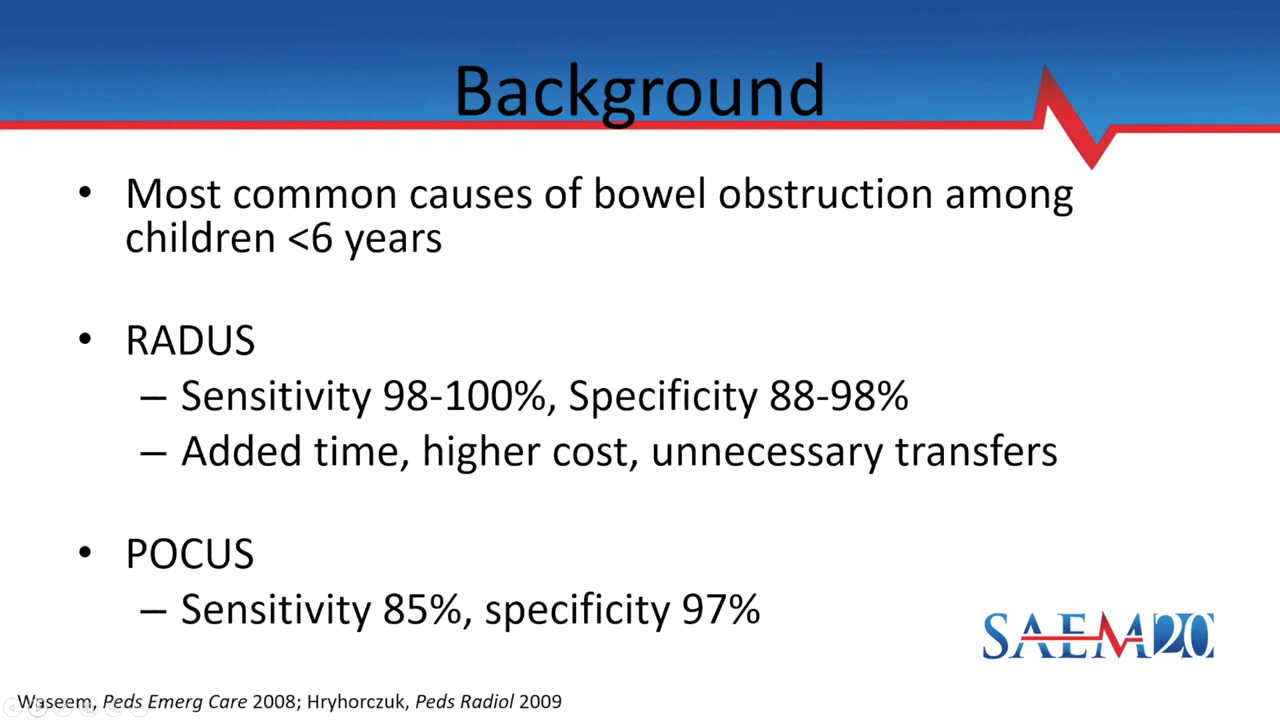 Background
• Most common causes of bowel obstruction among
children <6 years
• RADUS
– Sensitivity 98-100%, Specificity 88-98%
– Added time, higher cost, unnecessary transfers
• POCUS
– Sensitivity 85%, specificity 97%
SAEM20
Waseem, Peds Emerg Care 2008; Hryhorczuk, Peds Radiol 2009